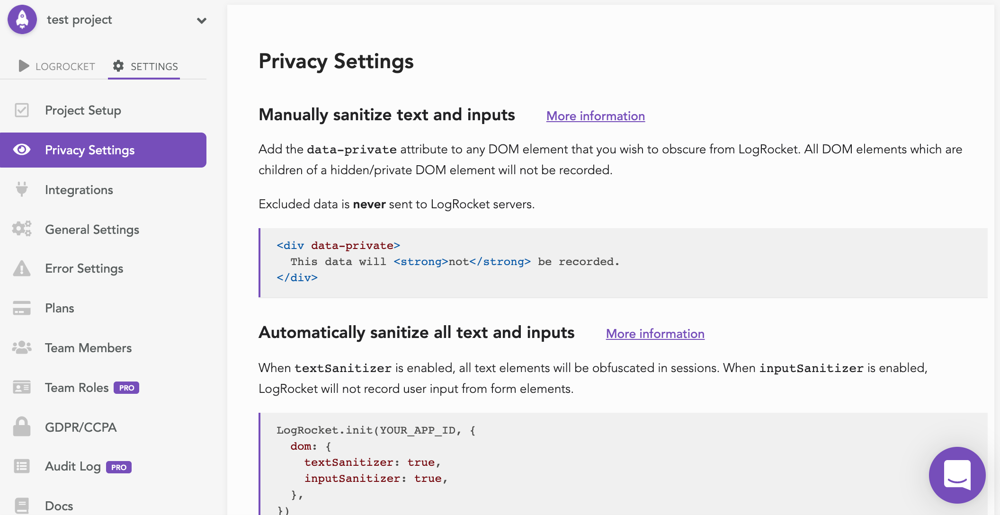 test project
LOGROCKET
SETTINGS
Project Setup
Privacy Settings
Integrations
General Settings
Error Settings
Plans
Team Members
Team Roles PRO
GDPR/CCPA
Audit Log PRO
Docs
Privacy Settings
Manually sanitize text and inputs More information
Add the data-private attribute to any DOM element that you wish to obscure from LogRocket. All DOM elements which are
children of a hidden/private DOM element will not be recorded.
Excluded data is never sent to LogRocket servers.
<div data-private>
  This data will <strong>not</strong> be recorded.
</div>
Automatically sanitize all text and inputs More information
When textSanitizer is enabled, all text elements will be obfuscated in sessions. When inputSanitizer is enabled,
LogRocket will not record user input from form elements.
LogRocket.init(YOUR_APP_ID, {
  dom: {
    textSanitizer: true,
    inputSanitizer: true,
  },
})